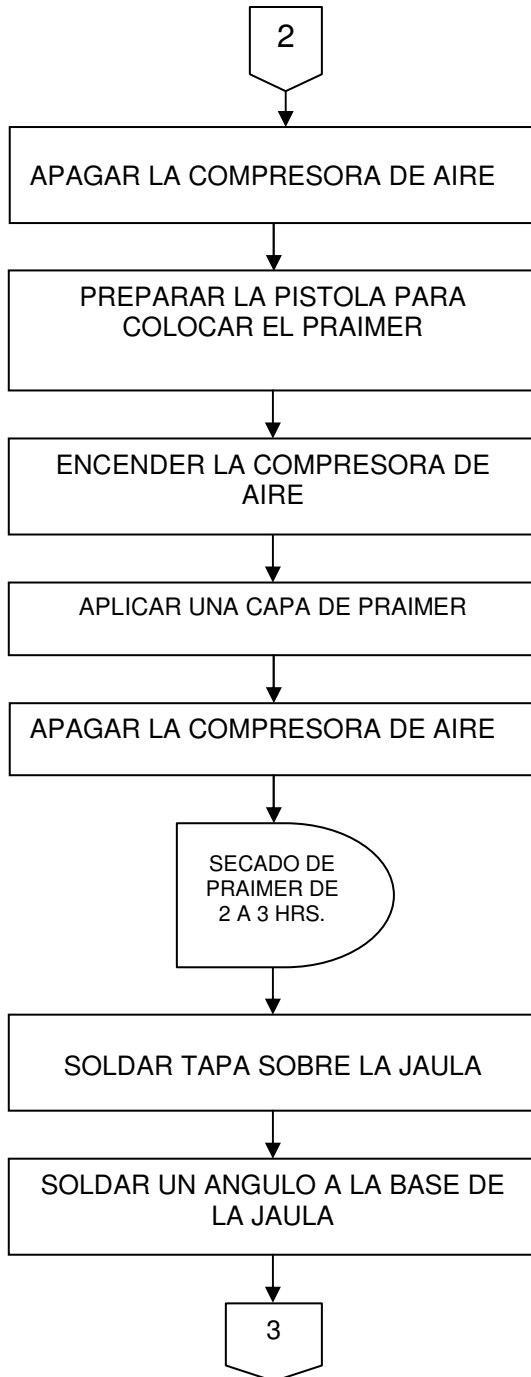 2
APAGAR LA COMPRESORA DE AIRE
PREPARAR LA PISTOLA PARA
COLOCAR EL PRAIMER
ENCENDER LA COMPRESORA DE
AIRE
APLICAR UNA CAPA DE PRAIMER
APAGAR LA COMPRESORA DE AIRE
SECADO DE
PRAIMER DE
2 A 3 HRS.
SOLDAR TAPA SOBRE LA JAULA
SOLDAR UN ANGULO A LA BASE DE
LA JAULA
3